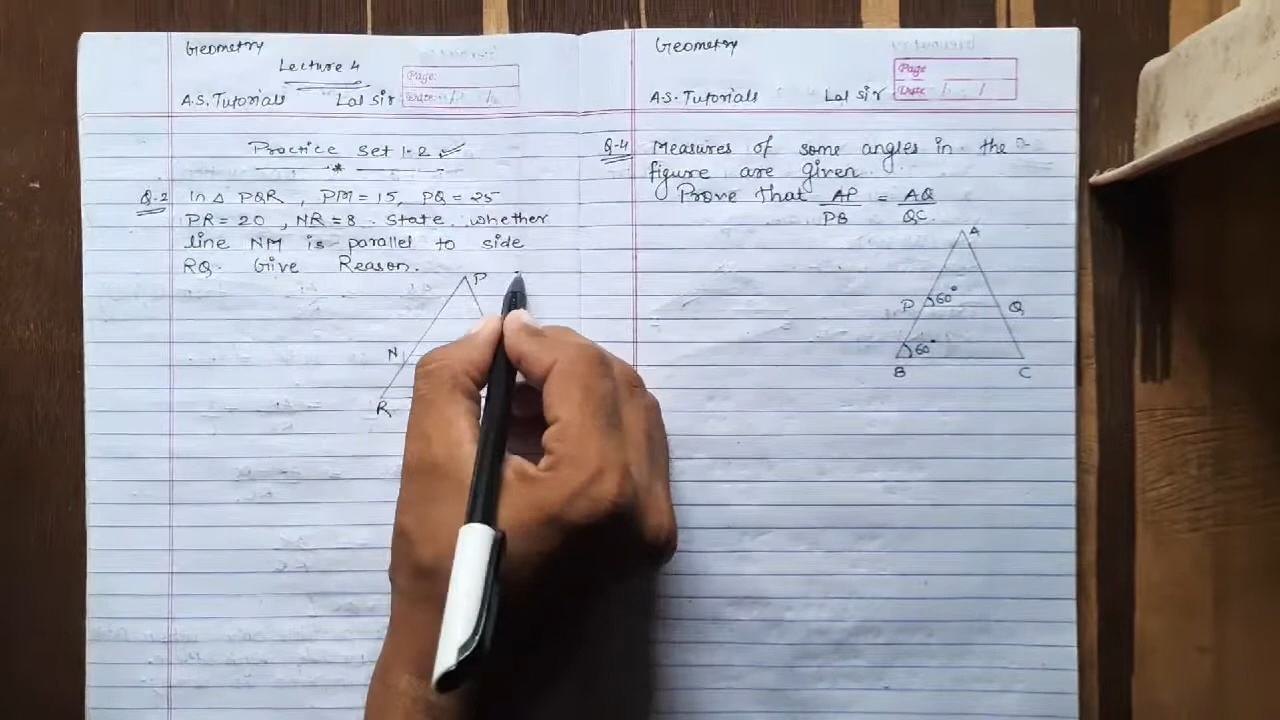 Geometry
Lecture 4
Page:
Date: / /
A.S. Tutorials Lal Sir
Practice Set 1.2 ✓
Q-2 In △ PQR, PM = 15, PQ = 25
PR = 20, NR = 8. State whether
line NM is parallel to side
RQ. Give Reason.
P
N
R
Geometry
Page
Date / /
A.S. Tutorials Lal Sir
Q-4 Measures of some angles in the
figure are given.
Prove that AP/PB = AQ/QC.
A
P 60° Q
60°
B C